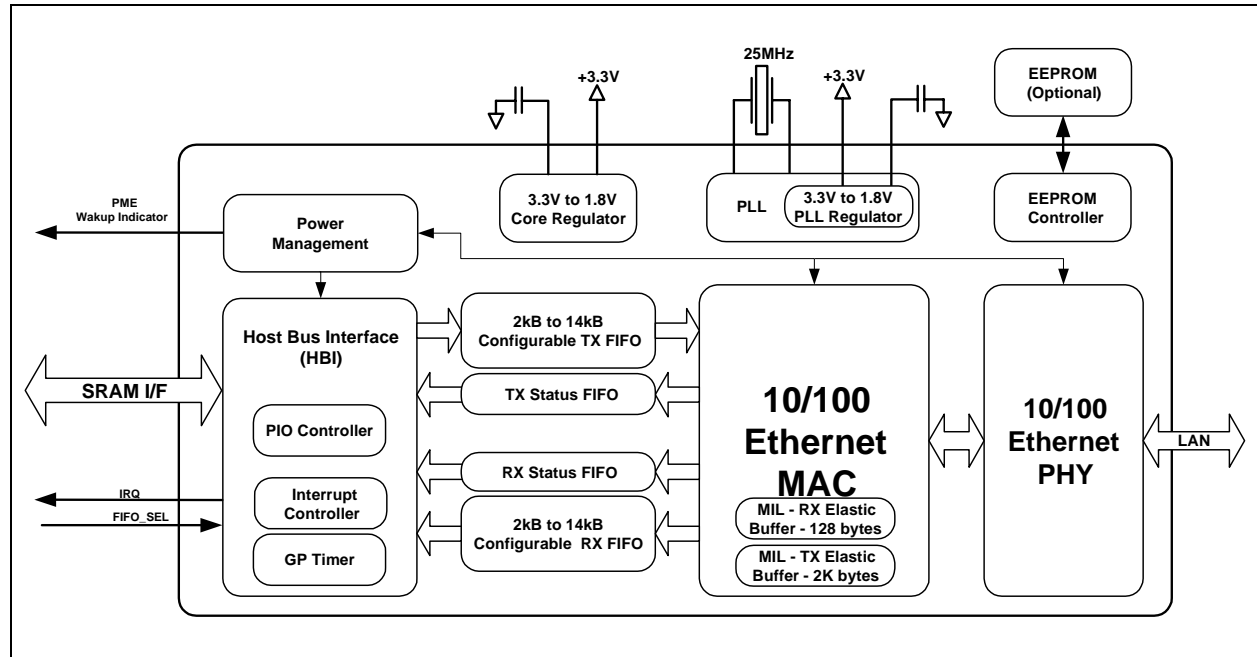 25MHz
+3.3V
+3.3V
EEPROM
(Optional)
3.3V to 1.8V
Core Regulator
PLL
3.3V to 1.8V
PLL Regulator
EEPROM
Controller
PME
Wakup Indicator
Power
Management
Host Bus Interface
(HBI)
2kB to 14kB
Configurable TX FIFO
SRAM I/F
TX Status FIFO
PIO Controller
10/100
Ethernet
MAC
10/100
Ethernet
PHY
LAN
RX Status FIFO
IRQ
FIFO_SEL
Interrupt
Controller
GP Timer
2kB to 14kB
Configurable RX FIFO
MIL - RX Elastic
Buffer - 128 bytes
MIL - TX Elastic
Buffer - 2K bytes